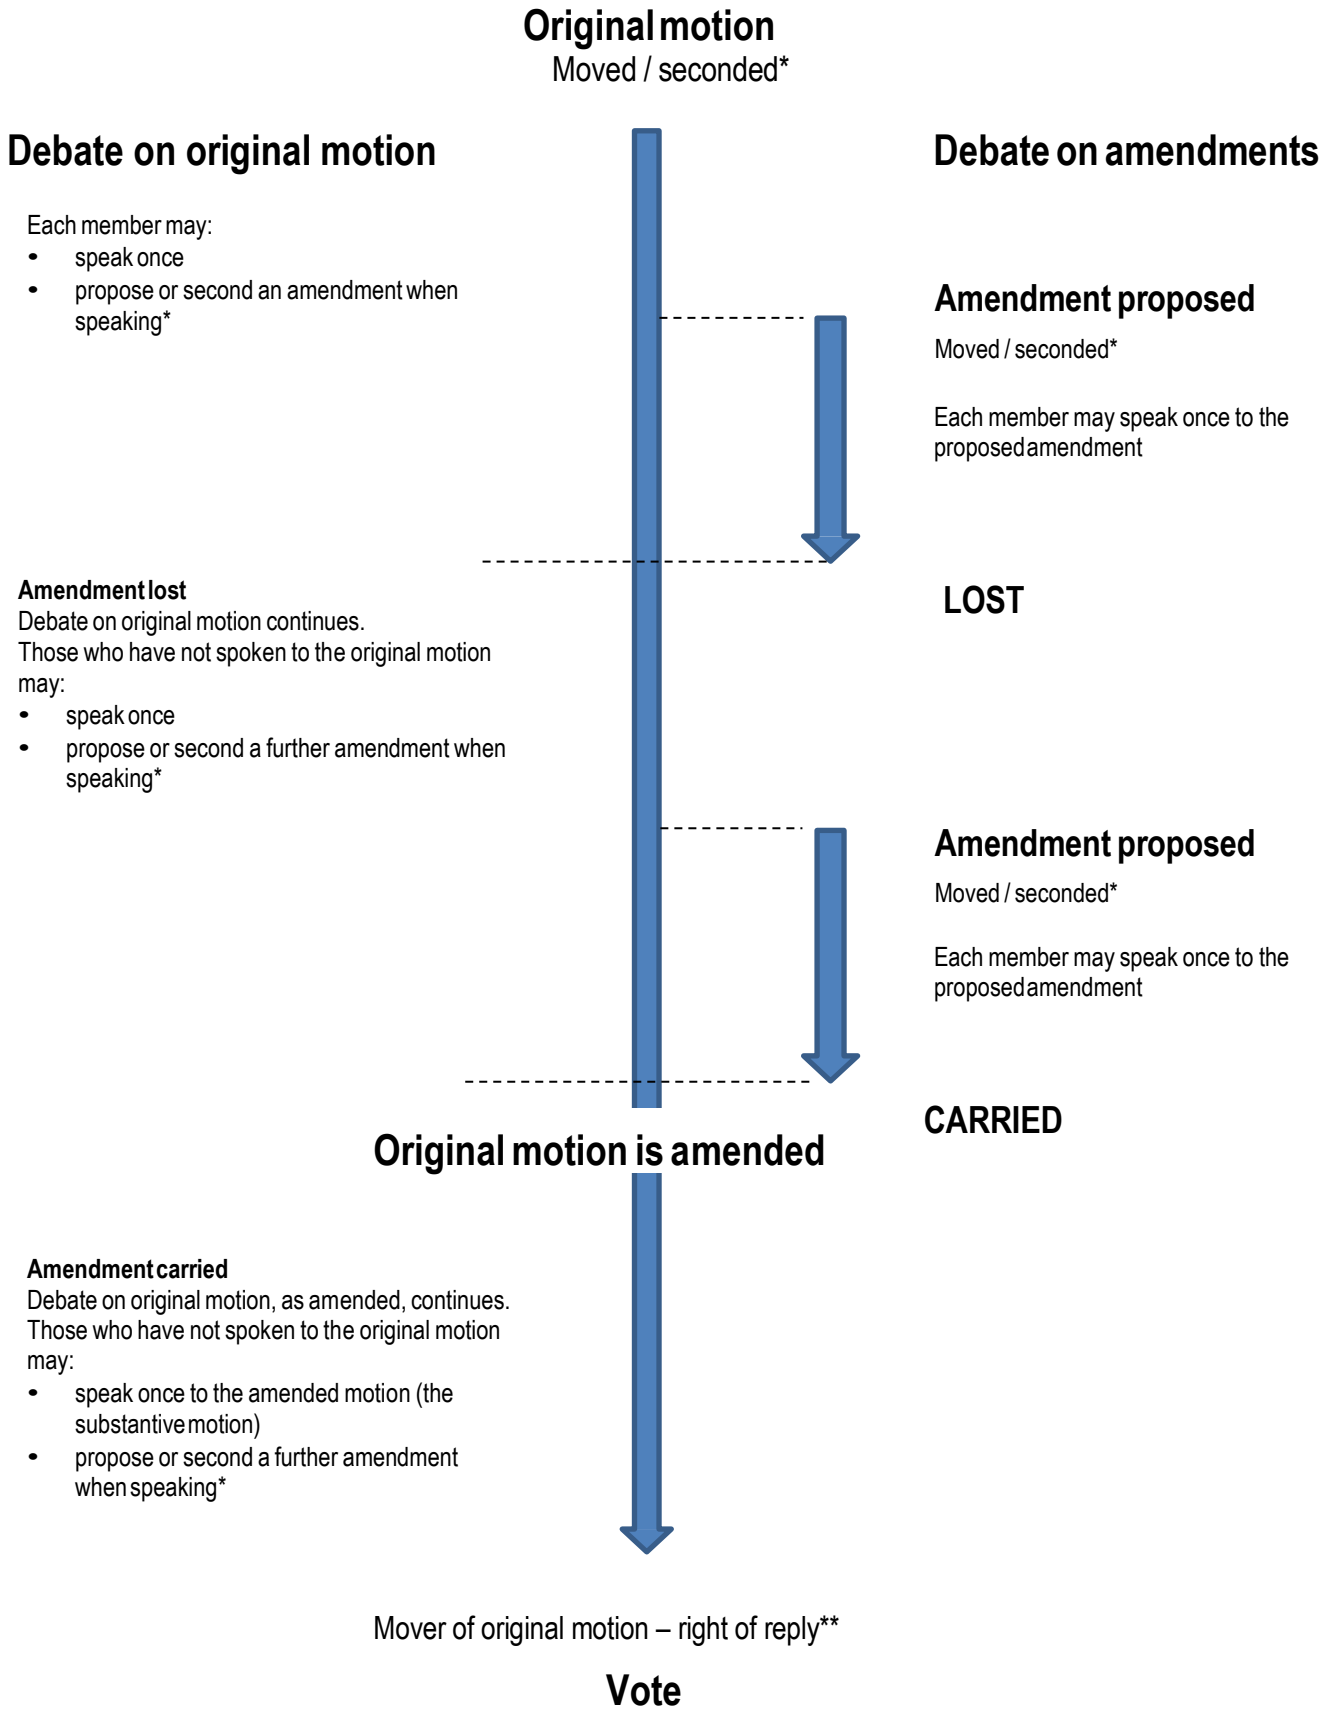 Original motion
Moved / seconded*
Debate on original motion
Debate on amendments
Each member may:
• speak once
• propose or second an amendment when
speaking*
Amendment proposed
Moved / seconded*
Each member may speak once to the
proposed amendment
Amendment lost
Debate on original motion continues.
Those who have not spoken to the original motion
may:
• speak once
• propose or second a further amendment when
speaking*
LOST
Amendment proposed
Moved / seconded*
Each member may speak once to the
proposed amendment
CARRIED
Original motion is amended
Amendment carried
Debate on original motion, as amended, continues.
Those who have not spoken to the original motion
may:
• speak once to the amended motion (the
substantive motion)
• propose or second a further amendment
when speaking*
Mover of original motion – right of reply**
Vote